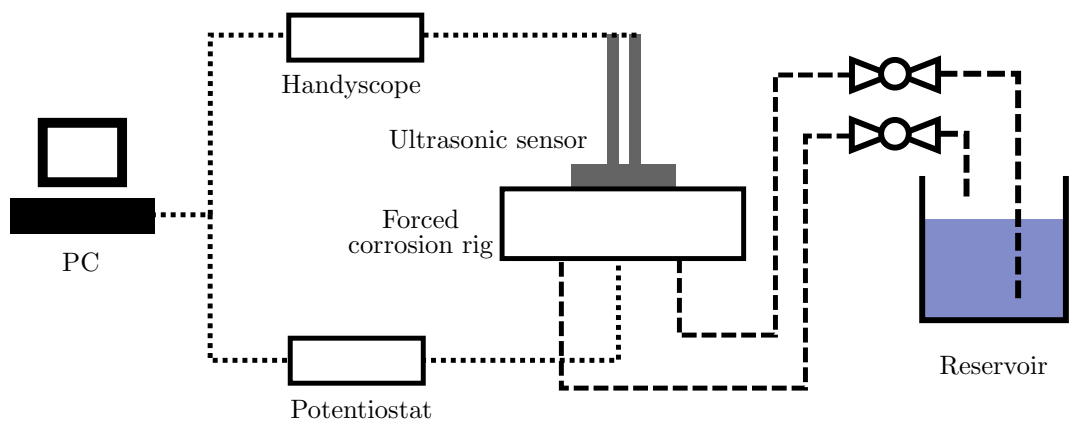 Handyscope
Ultrasonic sensor
Forced
corrosion rig
PC
Reservoir
Potentiostat